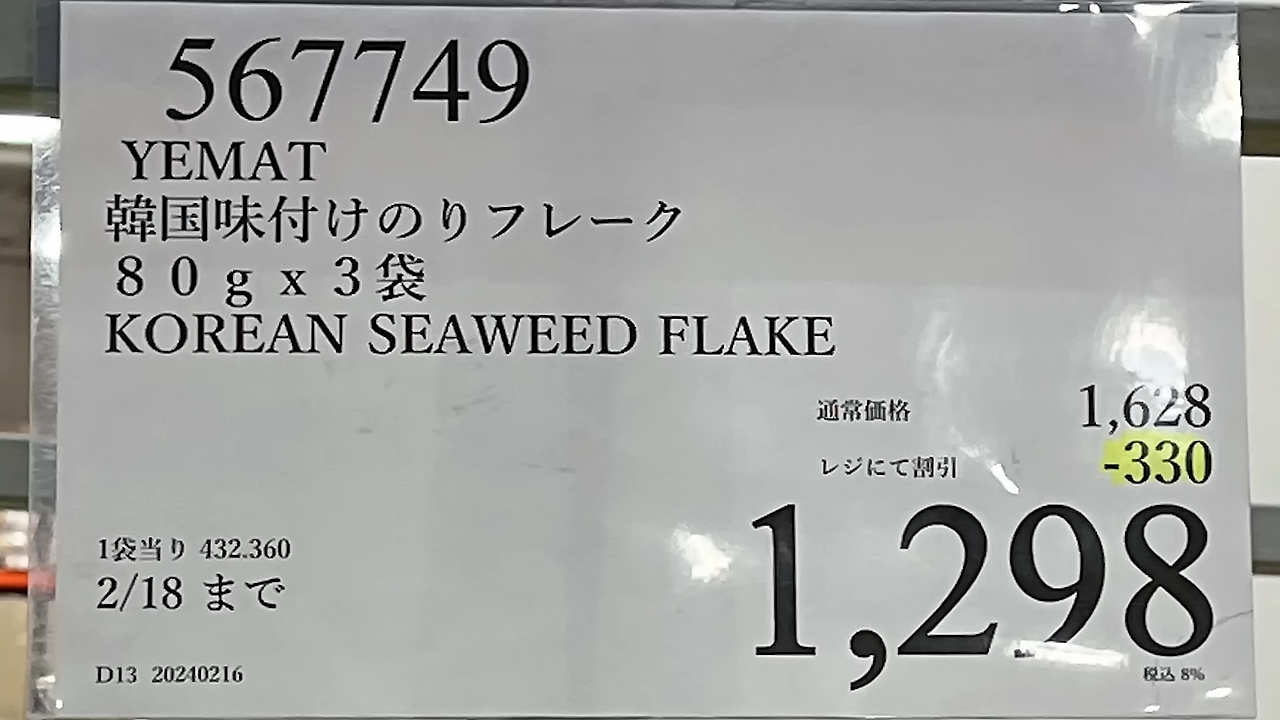 567749
YEMAT
韓国味付けのりフレーク
８０ｇｘ３袋
KOREAN SEAWEED FLAKE
通常価格 1,628
レジにて割引 -330
1,298
1袋当り 432.360
2/18 まで
D13 20240216
税込 8%